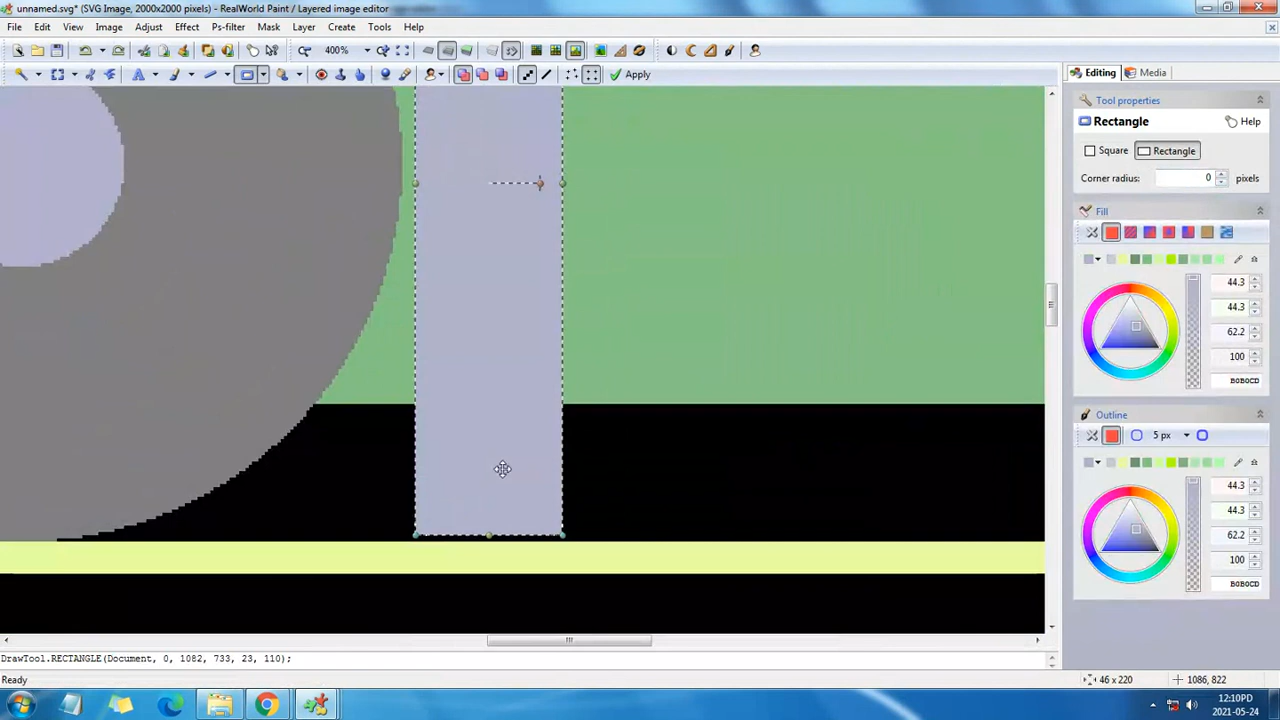 unnamed.svg* (SVG Image, 2000x2000 pixels) - RealWorld Paint / Layered image editor
File Edit View Image Adjust Effect Ps-filter Mask Layer Create Tools Help
400%
Apply
Editing Media
Tool properties
Rectangle Help
Square Rectangle
Corner radius: 0 pixels
Fill
44.3
44.3
62.2
100
B0B0CD
Outline
5 px
44.3
44.3
62.2
100
B0B0CD
DrawTool.RECTANGLE(Document, 0, 1082, 733, 23, 110);
Ready 46 x 220 1086, 822
12:10PD
2021-05-24